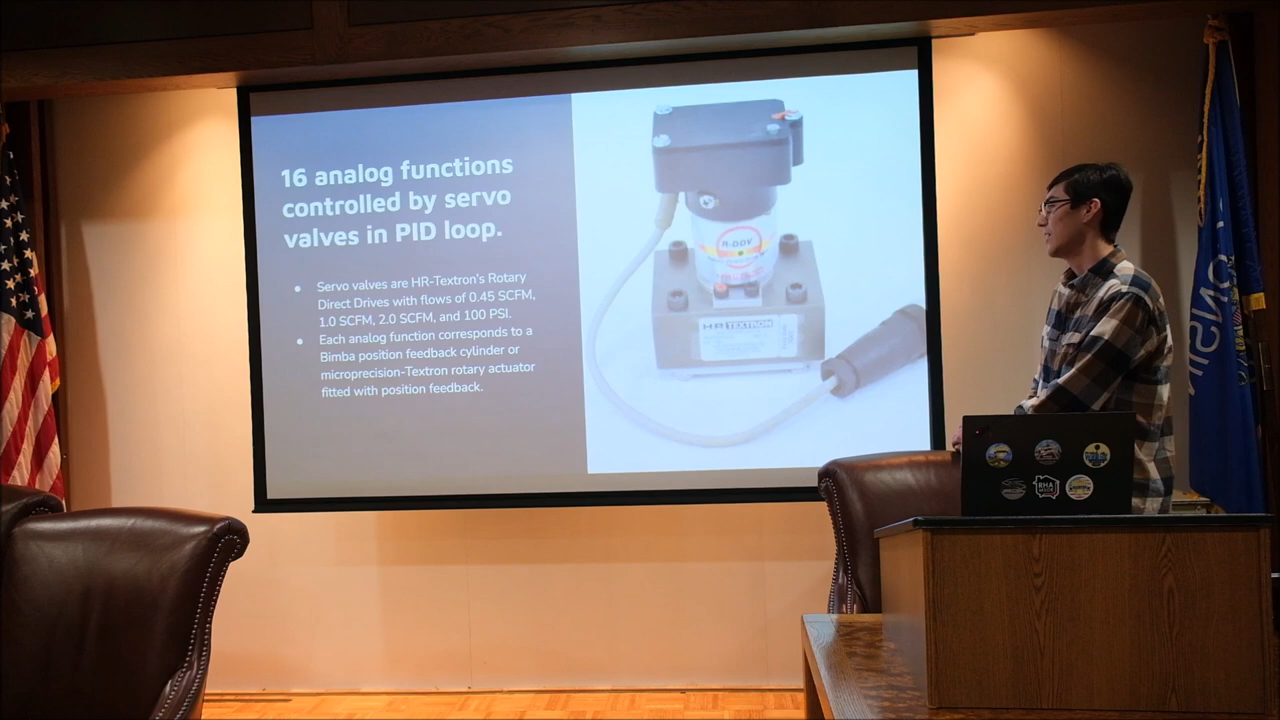 16 analog functions
controlled by servo
valves in PID loop.
Servo valves are HR-Textron's Rotary
Direct Drives with flows of 0.45 SCFM,
1.0 SCFM, 2.0 SCFM, and 100 PSI.
Each analog function corresponds to a
Bimba position feedback cylinder or
microprecision-Textron rotary actuator
fitted with position feedback.
R-DDV
HR TEXTRON
RHA